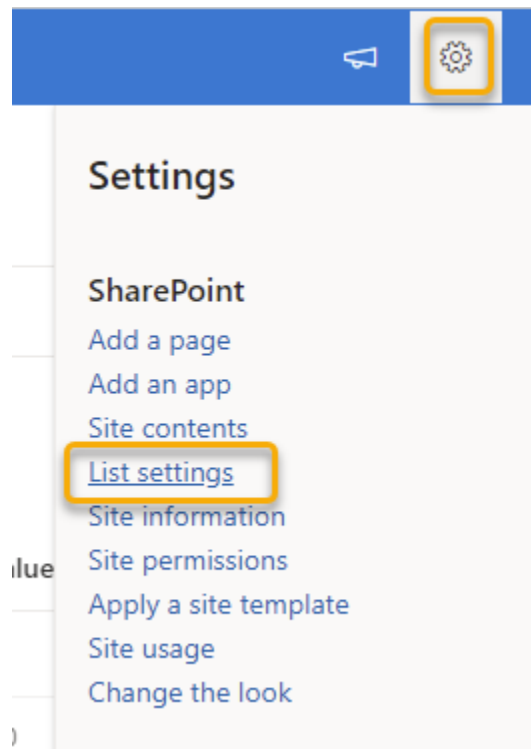 Settings
SharePoint
Add a page
Add an app
Site contents
List settings
Site information
Site permissions
Apply a site template
Site usage
Change the look